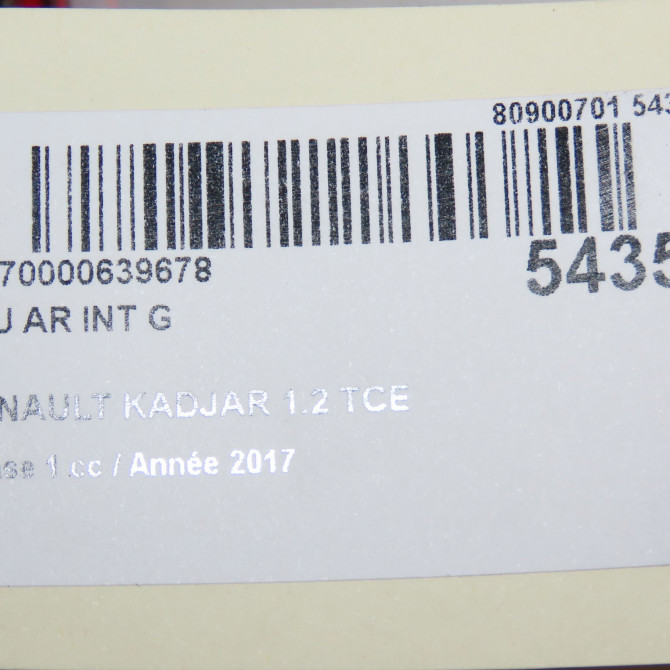 80900701 543
70000639678
5435
U AR INT G
NAULT KADJAR 1.2 TCE
se 1 cc / Année 2017